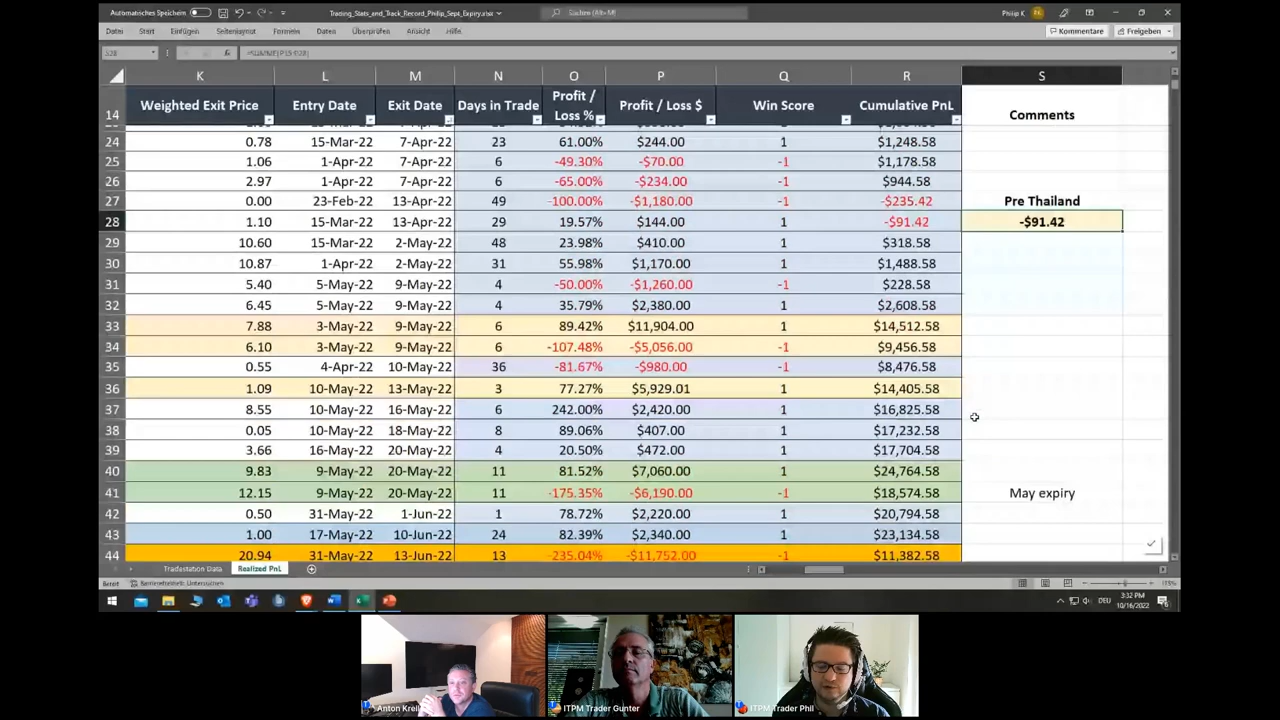 Automatisches Speichern
Trading_Stats_and_Track_Record_Philip_Sept_Expiry.xlsx
Suchen (Alt+M)
Philip K
Datei Start Einfügen Seitenlayout Formeln Daten Überprüfen Ansicht Hilfe
Kommentare Freigeben
S28 fx
K L M N O P Q R S
14 Weighted Exit Price Entry Date Exit Date Days in Trade Profit / Loss % Profit / Loss $ Win Score Cumulative PnL Comments
24 0.78 15-Mar-22 7-Apr-22 23 61.00% $244.00 1 $1,248.58
25 1.06 1-Apr-22 7-Apr-22 6 -49.30% -$70.00 -1 $1,178.58
26 2.97 1-Apr-22 7-Apr-22 6 -65.00% -$234.00 -1 $944.58
27 0.00 23-Feb-22 13-Apr-22 49 -100.00% -$1,180.00 -1 -$235.42 Pre Thailand
28 1.10 15-Mar-22 13-Apr-22 29 19.57% $144.00 1 -$91.42 -$91.42
29 10.60 15-Mar-22 2-May-22 48 23.98% $410.00 1 $318.58
30 10.87 1-Apr-22 2-May-22 31 55.98% $1,170.00 1 $1,488.58
31 5.40 5-May-22 9-May-22 4 -50.00% -$1,260.00 -1 $228.58
32 6.45 5-May-22 9-May-22 4 35.79% $2,380.00 1 $2,608.58
33 7.88 3-May-22 9-May-22 6 89.42% $11,904.00 1 $14,512.58
34 6.10 3-May-22 9-May-22 6 -107.48% -$5,056.00 -1 $9,456.58
35 0.55 4-Apr-22 10-May-22 36 -81.67% -$980.00 -1 $8,476.58
36 1.09 10-May-22 13-May-22 3 77.27% $5,929.01 1 $14,405.58
37 8.55 10-May-22 16-May-22 6 242.00% $2,420.00 1 $16,825.58
38 0.05 10-May-22 18-May-22 8 89.06% $407.00 1 $17,232.58
39 3.66 16-May-22 20-May-22 4 20.50% $472.00 1 $17,704.58
40 9.83 9-May-22 20-May-22 11 81.52% $7,060.00 1 $24,764.58
41 12.15 9-May-22 20-May-22 11 -175.35% -$6,190.00 -1 $18,574.58 May expiry
42 0.50 31-May-22 1-Jun-22 1 78.72% $2,220.00 1 $20,794.58
43 1.00 17-May-22 10-Jun-22 24 82.39% $2,340.00 1 $23,134.58
44 20.94 31-May-22 13-Jun-22 13 -235.04% -$11,752.00 -1 $11,382.58
Tradestation Data Realized PnL
Bereit Barrierefreiheit: Untersuchen
DEU 3:32 PM
10/16/2022
Anton Kreil ITPM Trader Gunter ITPM Trader Phil